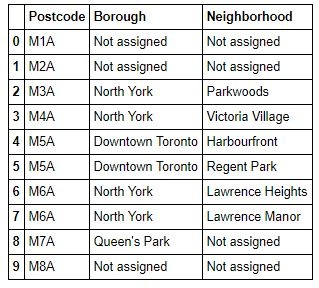 Postcode Borough Neighborhood
0 M1A Not assigned Not assigned
1 M2A Not assigned Not assigned
2 M3A North York Parkwoods
3 M4A North York Victoria Village
4 M5A Downtown Toronto Harbourfront
5 M5A Downtown Toronto Regent Park
6 M6A North York Lawrence Heights
7 M6A North York Lawrence Manor
8 M7A Queen's Park Not assigned
9 M8A Not assigned Not assigned